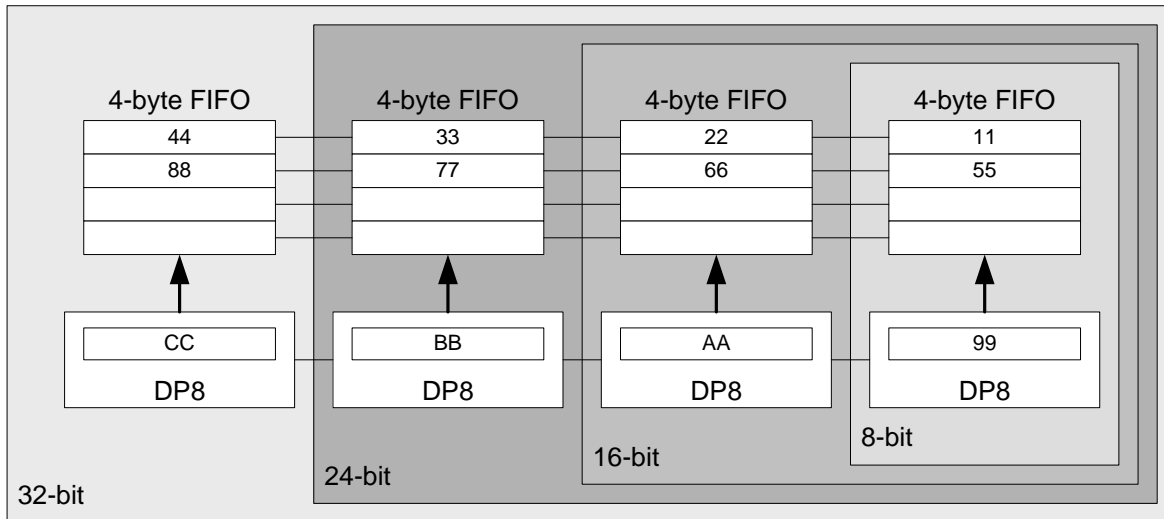 4-byte FIFO 4-byte FIFO 4-byte FIFO 4-byte FIFO
44 33 22 11
88 77 66 55
CC BB AA 99
DP8 DP8 DP8 DP8
8-bit
16-bit
24-bit
32-bit